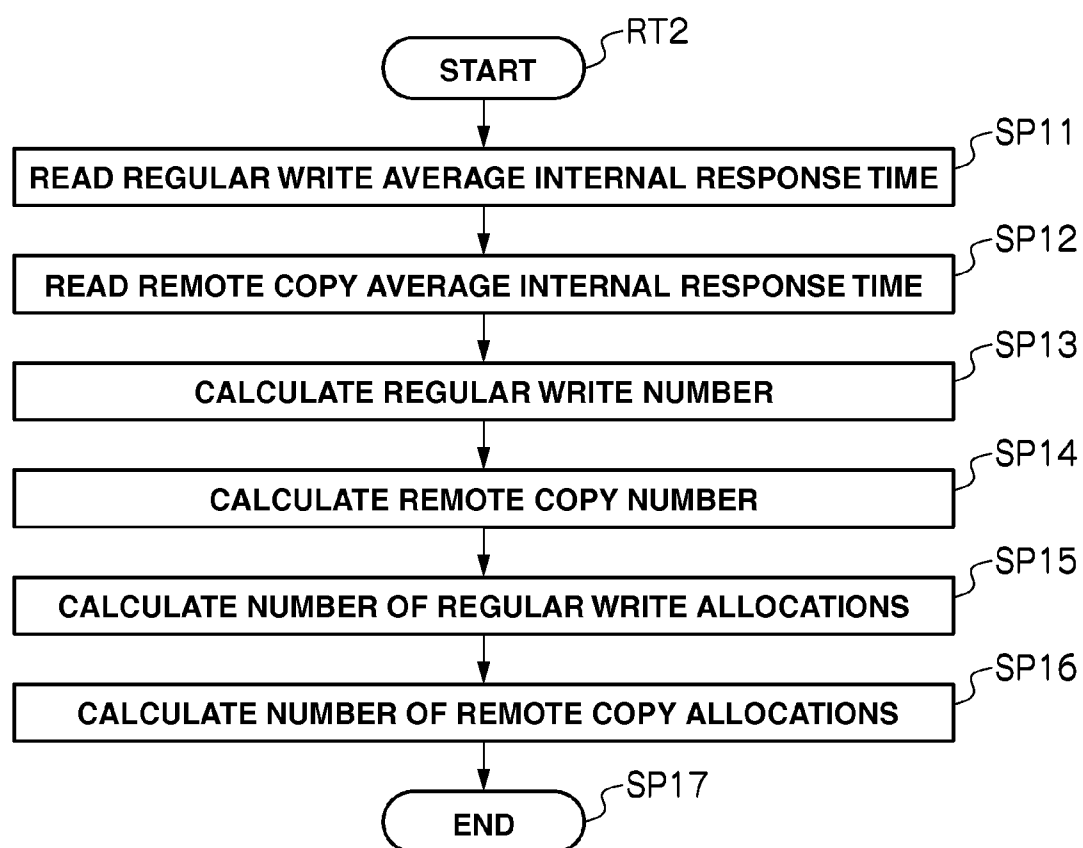 START
RT2
READ REGULAR WRITE AVERAGE INTERNAL RESPONSE TIME
SP11
READ REMOTE COPY AVERAGE INTERNAL RESPONSE TIME
SP12
CALCULATE REGULAR WRITE NUMBER
SP13
CALCULATE REMOTE COPY NUMBER
SP14
CALCULATE NUMBER OF REGULAR WRITE ALLOCATIONS
SP15
CALCULATE NUMBER OF REMOTE COPY ALLOCATIONS
SP16
END
SP17